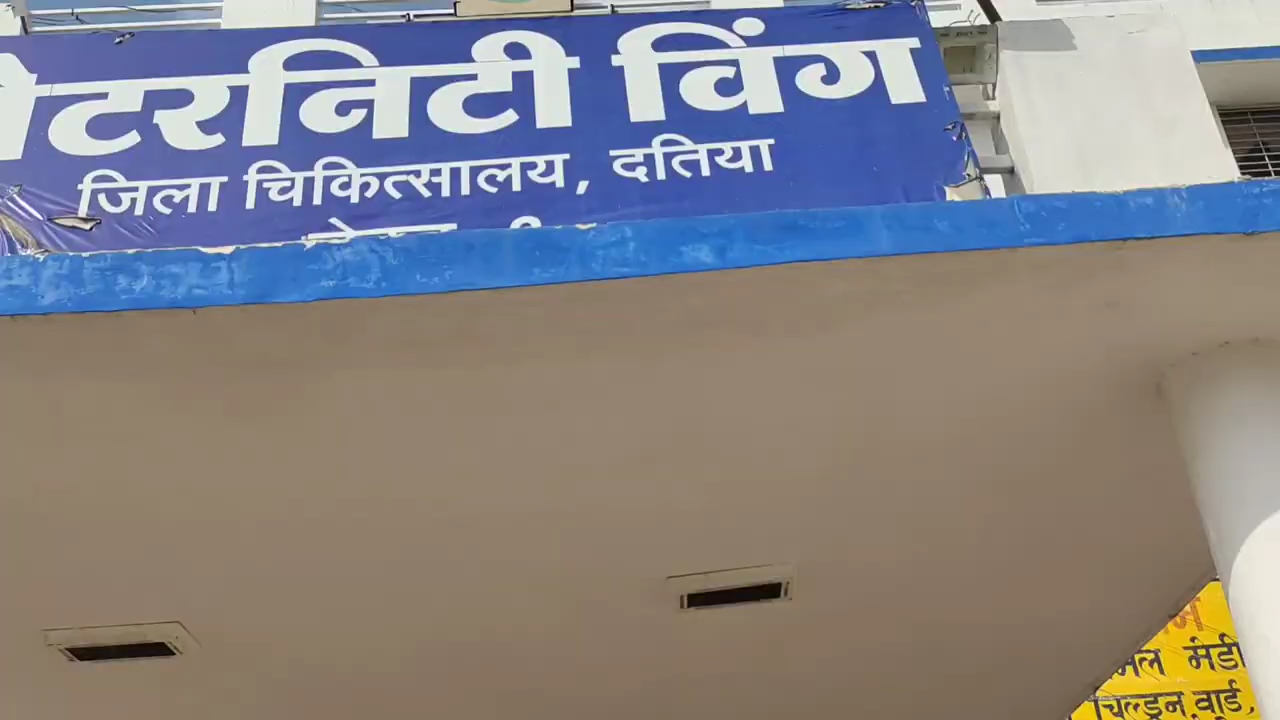 मैटरनिटी विंग
जिला चिकित्सालय, दतिया
मेडी
चिल्ड्रन वार्ड,